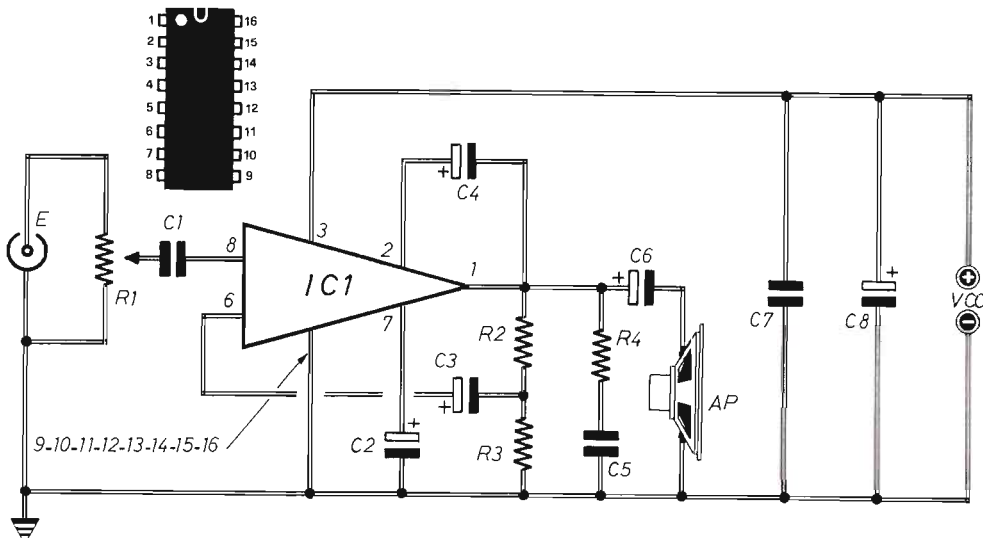 1 16
2 15
3 14
4 13
5 12
6 11
7 10
8 9
E
R1
C1
8
6
IC1
3
2
7
1
+ C4
C3
+
C2
+
R2
R3
R4
C5
C6
+
AP
C7
C8
+
+
VCC
-
9-10-11-12-13-14-15-16